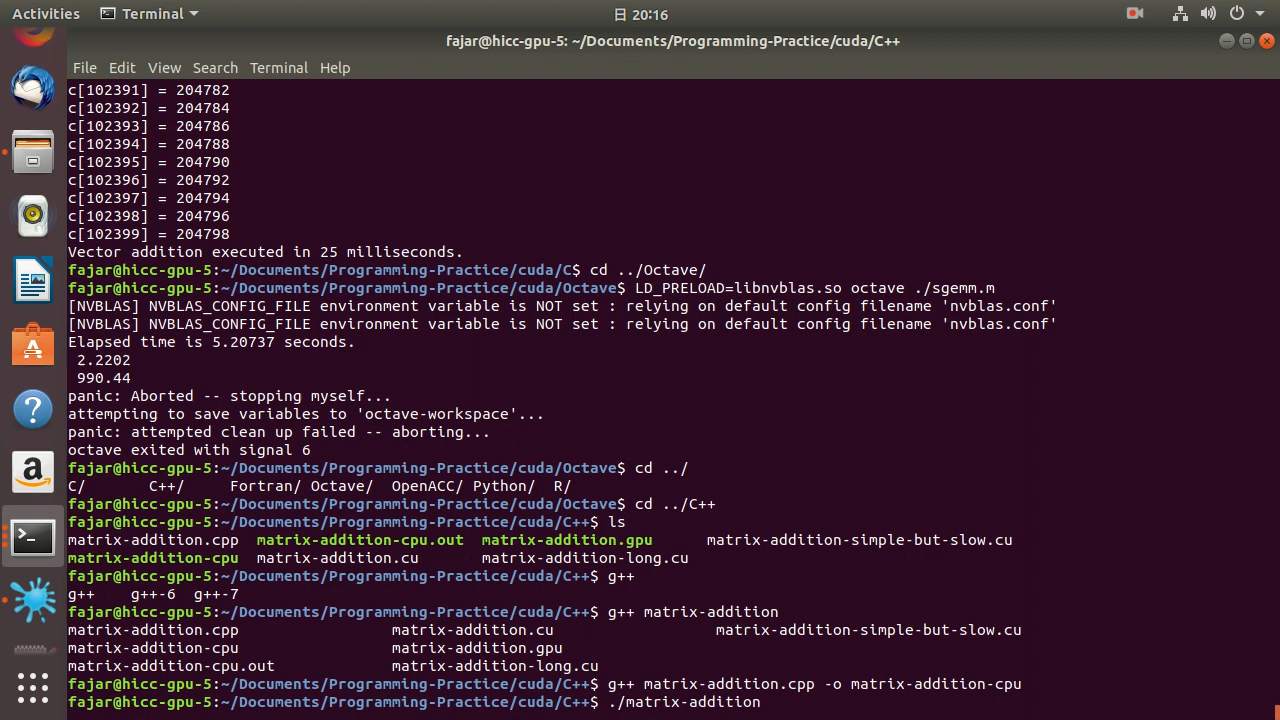 Activities Terminal 日 20:16
fajar@hicc-gpu-5: ~/Documents/Programming-Practice/cuda/C++
File Edit View Search Terminal Help
c[102391] = 204782
c[102392] = 204784
c[102393] = 204786
c[102394] = 204788
c[102395] = 204790
c[102396] = 204792
c[102397] = 204794
c[102398] = 204796
c[102399] = 204798
Vector addition executed in 25 milliseconds.
fajar@hicc-gpu-5:~/Documents/Programming-Practice/cuda/C$ cd ../Octave/
fajar@hicc-gpu-5:~/Documents/Programming-Practice/cuda/Octave$ LD_PRELOAD=libnvblas.so octave ./sgemm.m
[NVBLAS] NVBLAS_CONFIG_FILE environment variable is NOT set : relying on default config filename 'nvblas.conf'
[NVBLAS] NVBLAS_CONFIG_FILE environment variable is NOT set : relying on default config filename 'nvblas.conf'
Elapsed time is 5.20737 seconds.
2.2202
990.44
panic: Aborted -- stopping myself...
attempting to save variables to 'octave-workspace'...
panic: attempted clean up failed -- aborting...
octave exited with signal 6
fajar@hicc-gpu-5:~/Documents/Programming-Practice/cuda/Octave$ cd ../
C/ C++/ Fortran/ Octave/ OpenACC/ Python/ R/
fajar@hicc-gpu-5:~/Documents/Programming-Practice/cuda/Octave$ cd ../C++
fajar@hicc-gpu-5:~/Documents/Programming-Practice/cuda/C++$ ls
matrix-addition.cpp matrix-addition-cpu.out matrix-addition.gpu matrix-addition-simple-but-slow.cu
matrix-addition-cpu matrix-addition.cu matrix-addition-long.cu
fajar@hicc-gpu-5:~/Documents/Programming-Practice/cuda/C++$ g++
g++ g++-6 g++-7
fajar@hicc-gpu-5:~/Documents/Programming-Practice/cuda/C++$ g++ matrix-addition
matrix-addition.cpp matrix-addition.cu matrix-addition-simple-but-slow.cu
matrix-addition-cpu matrix-addition.gpu
matrix-addition-cpu.out matrix-addition-long.cu
fajar@hicc-gpu-5:~/Documents/Programming-Practice/cuda/C++$ g++ matrix-addition.cpp -o matrix-addition-cpu
fajar@hicc-gpu-5:~/Documents/Programming-Practice/cuda/C++$ ./matrix-addition